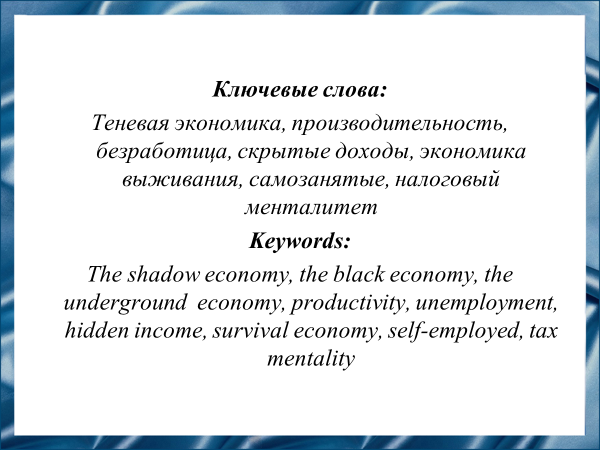 Ключевые слова:
Теневая экономика, производительность,
безработица, скрытые доходы, экономика
выживания, самозанятые, налоговый
менталитет
Keywords:
The shadow economy, the black economy, the
underground economy, productivity, unemployment,
hidden income, survival economy, self-employed, tax
mentality